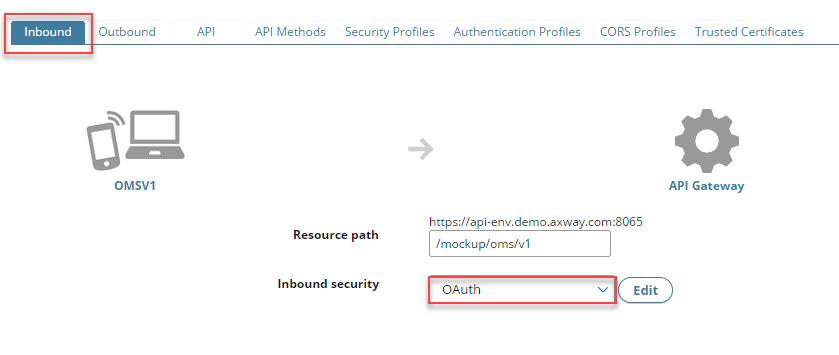 Inbound Outbound API API Methods Security Profiles Authentication Profiles CORS Profiles Trusted Certificates
OMSV1 API Gateway
https://api-env.demo.axway.com:8065
Resource path /mockup/oms/v1
Inbound security OAuth Edit